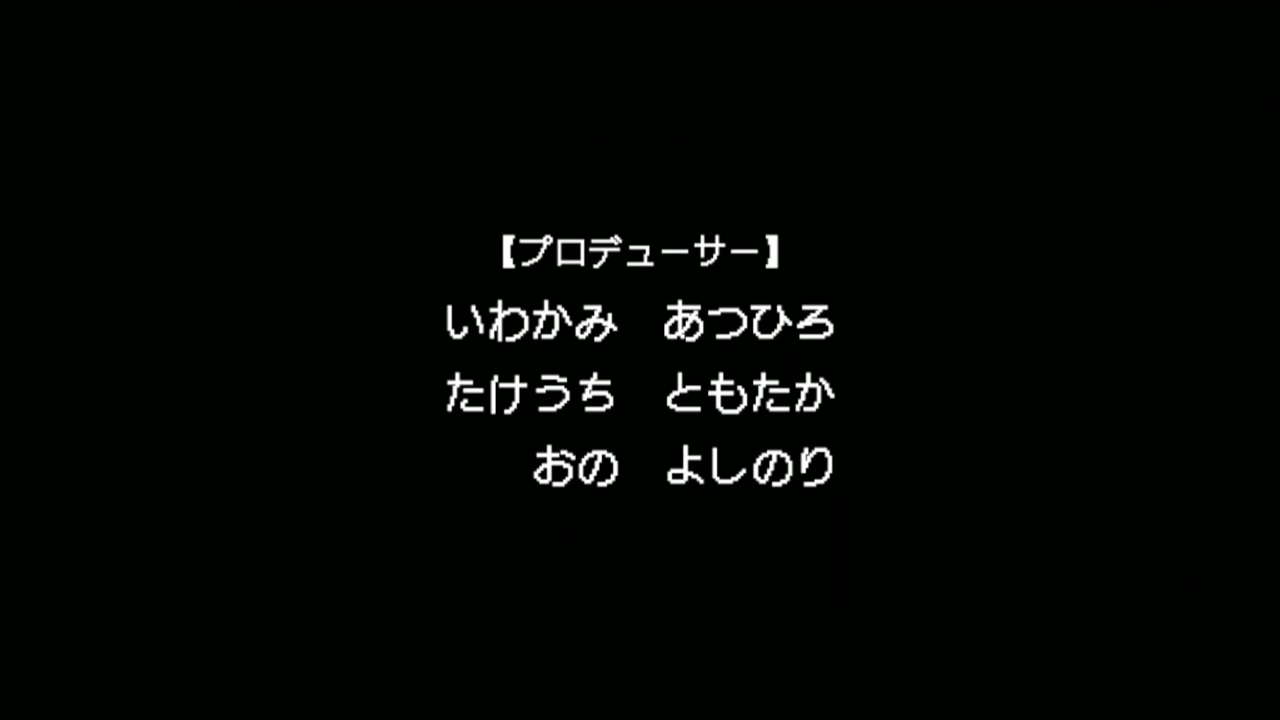 【プロデューサー】
いわかみ　あつひろ
たけうち　ともたか
おの　よしのり